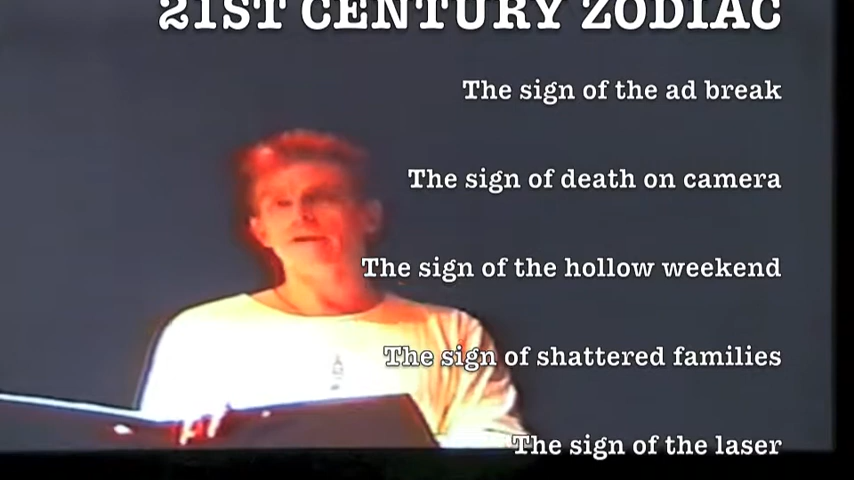 21ST CENTURY ZODIAC
The sign of the ad break
The sign of death on camera
The sign of the hollow weekend
The sign of shattered families
The sign of the laser